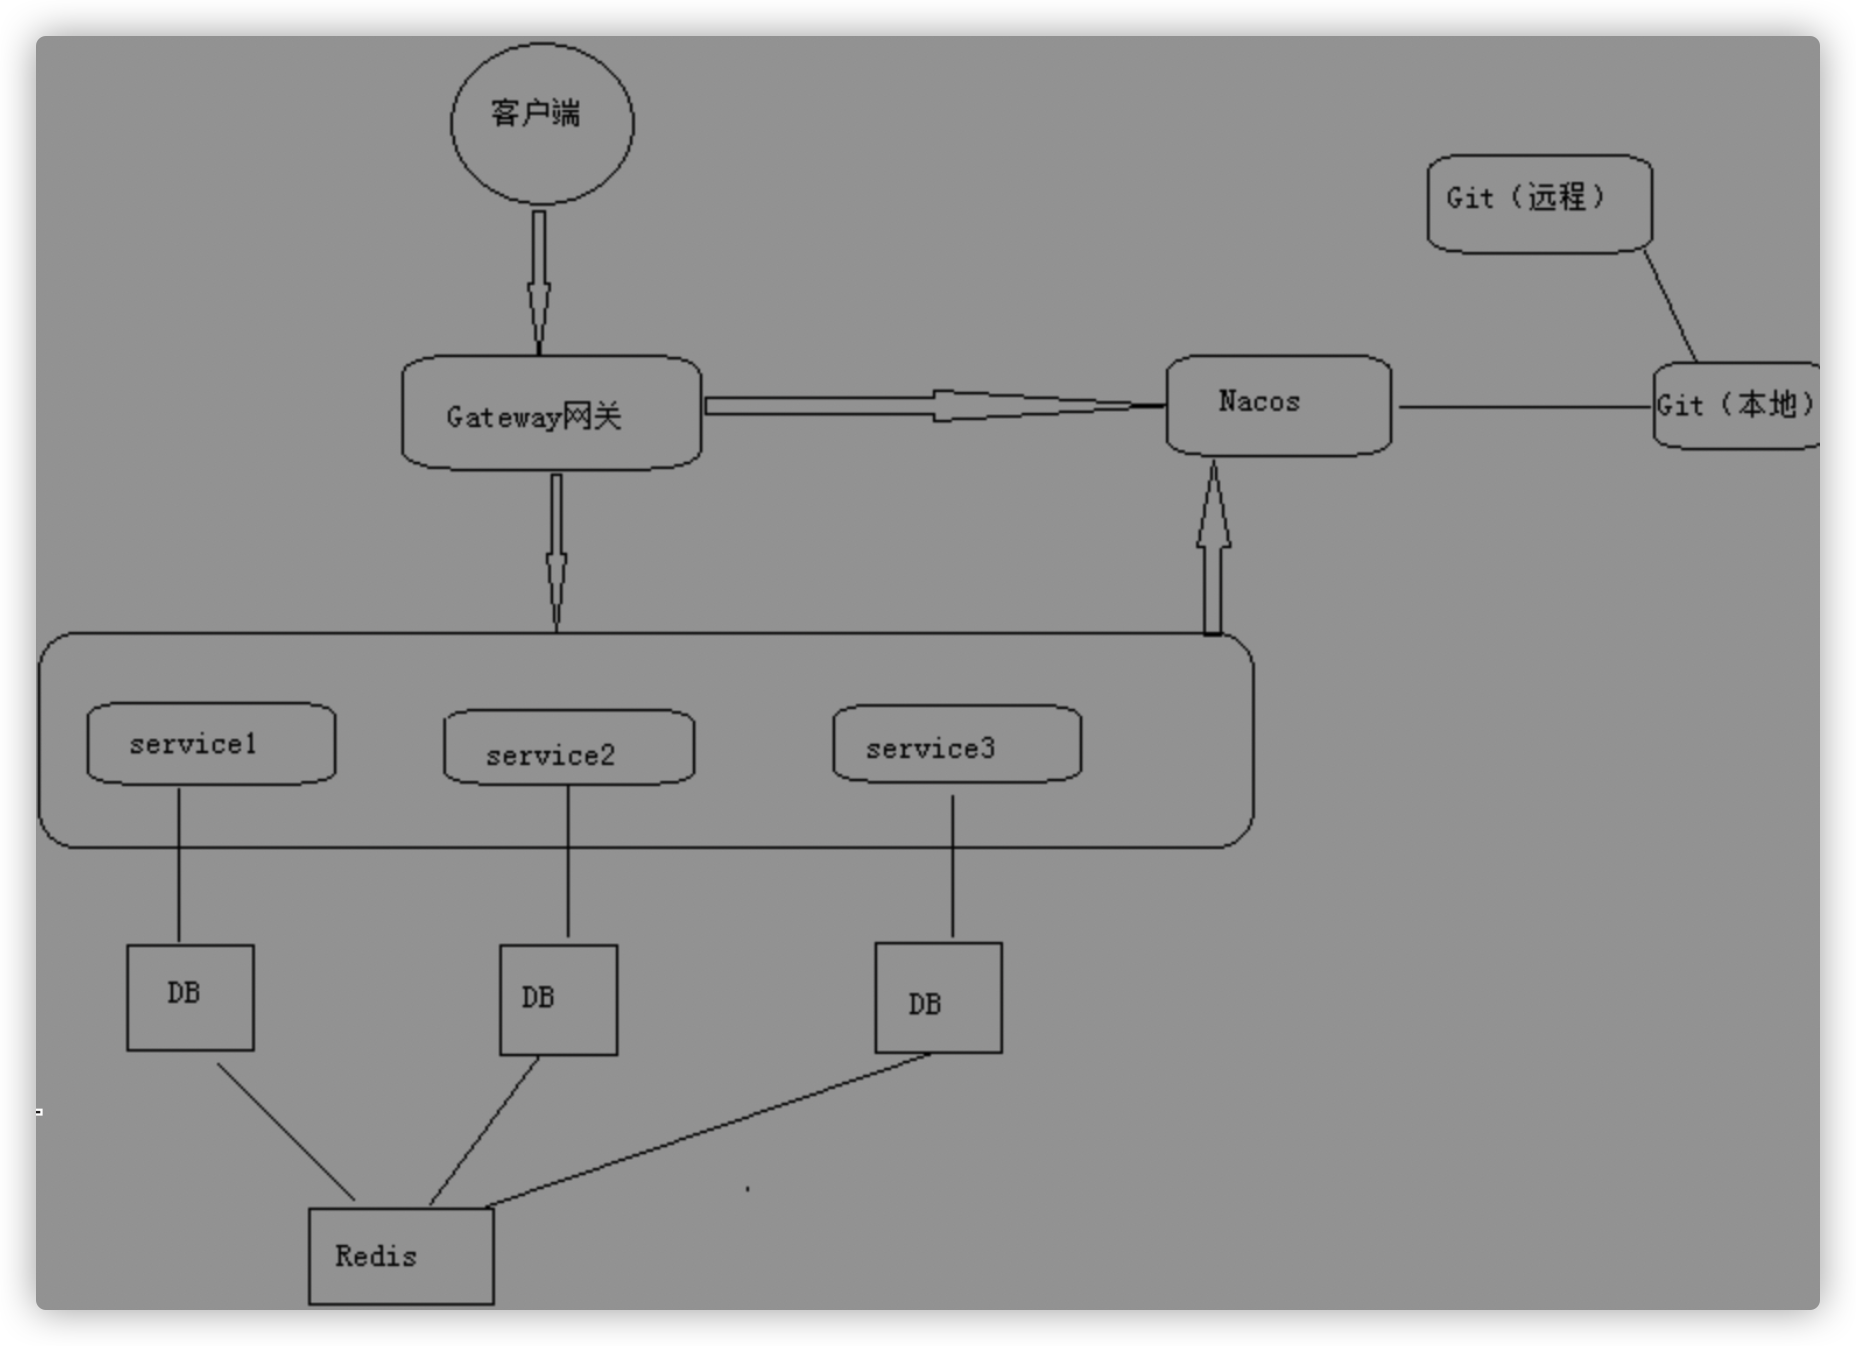 客户端
Git（远程）
Gateway网关
Nacos
Git（本地）
service1
service2
service3
DB
DB
DB
Redis